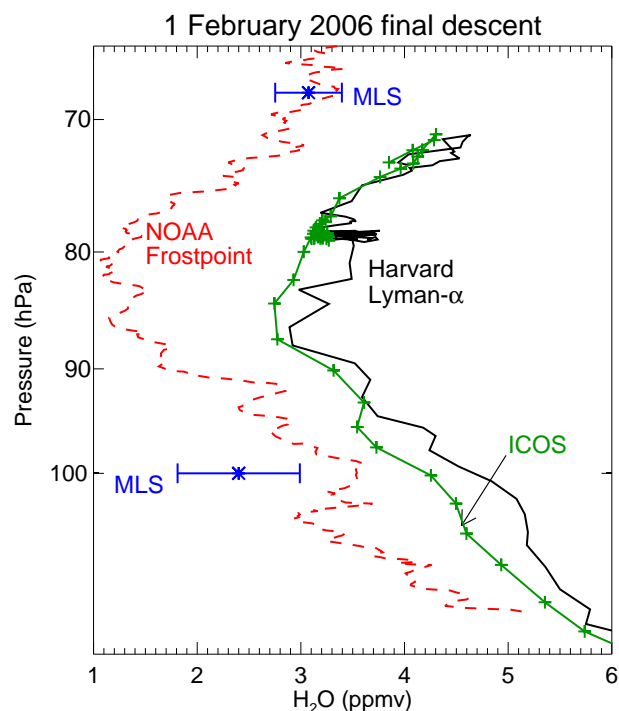 1 February 2006 final descent
MLS
70
NOAA
Frostpoint
80
Harvard
Lyman-α
Pressure (hPa)
90
ICOS
100
MLS
1 2 3 4 5 6
H₂O (ppmv)